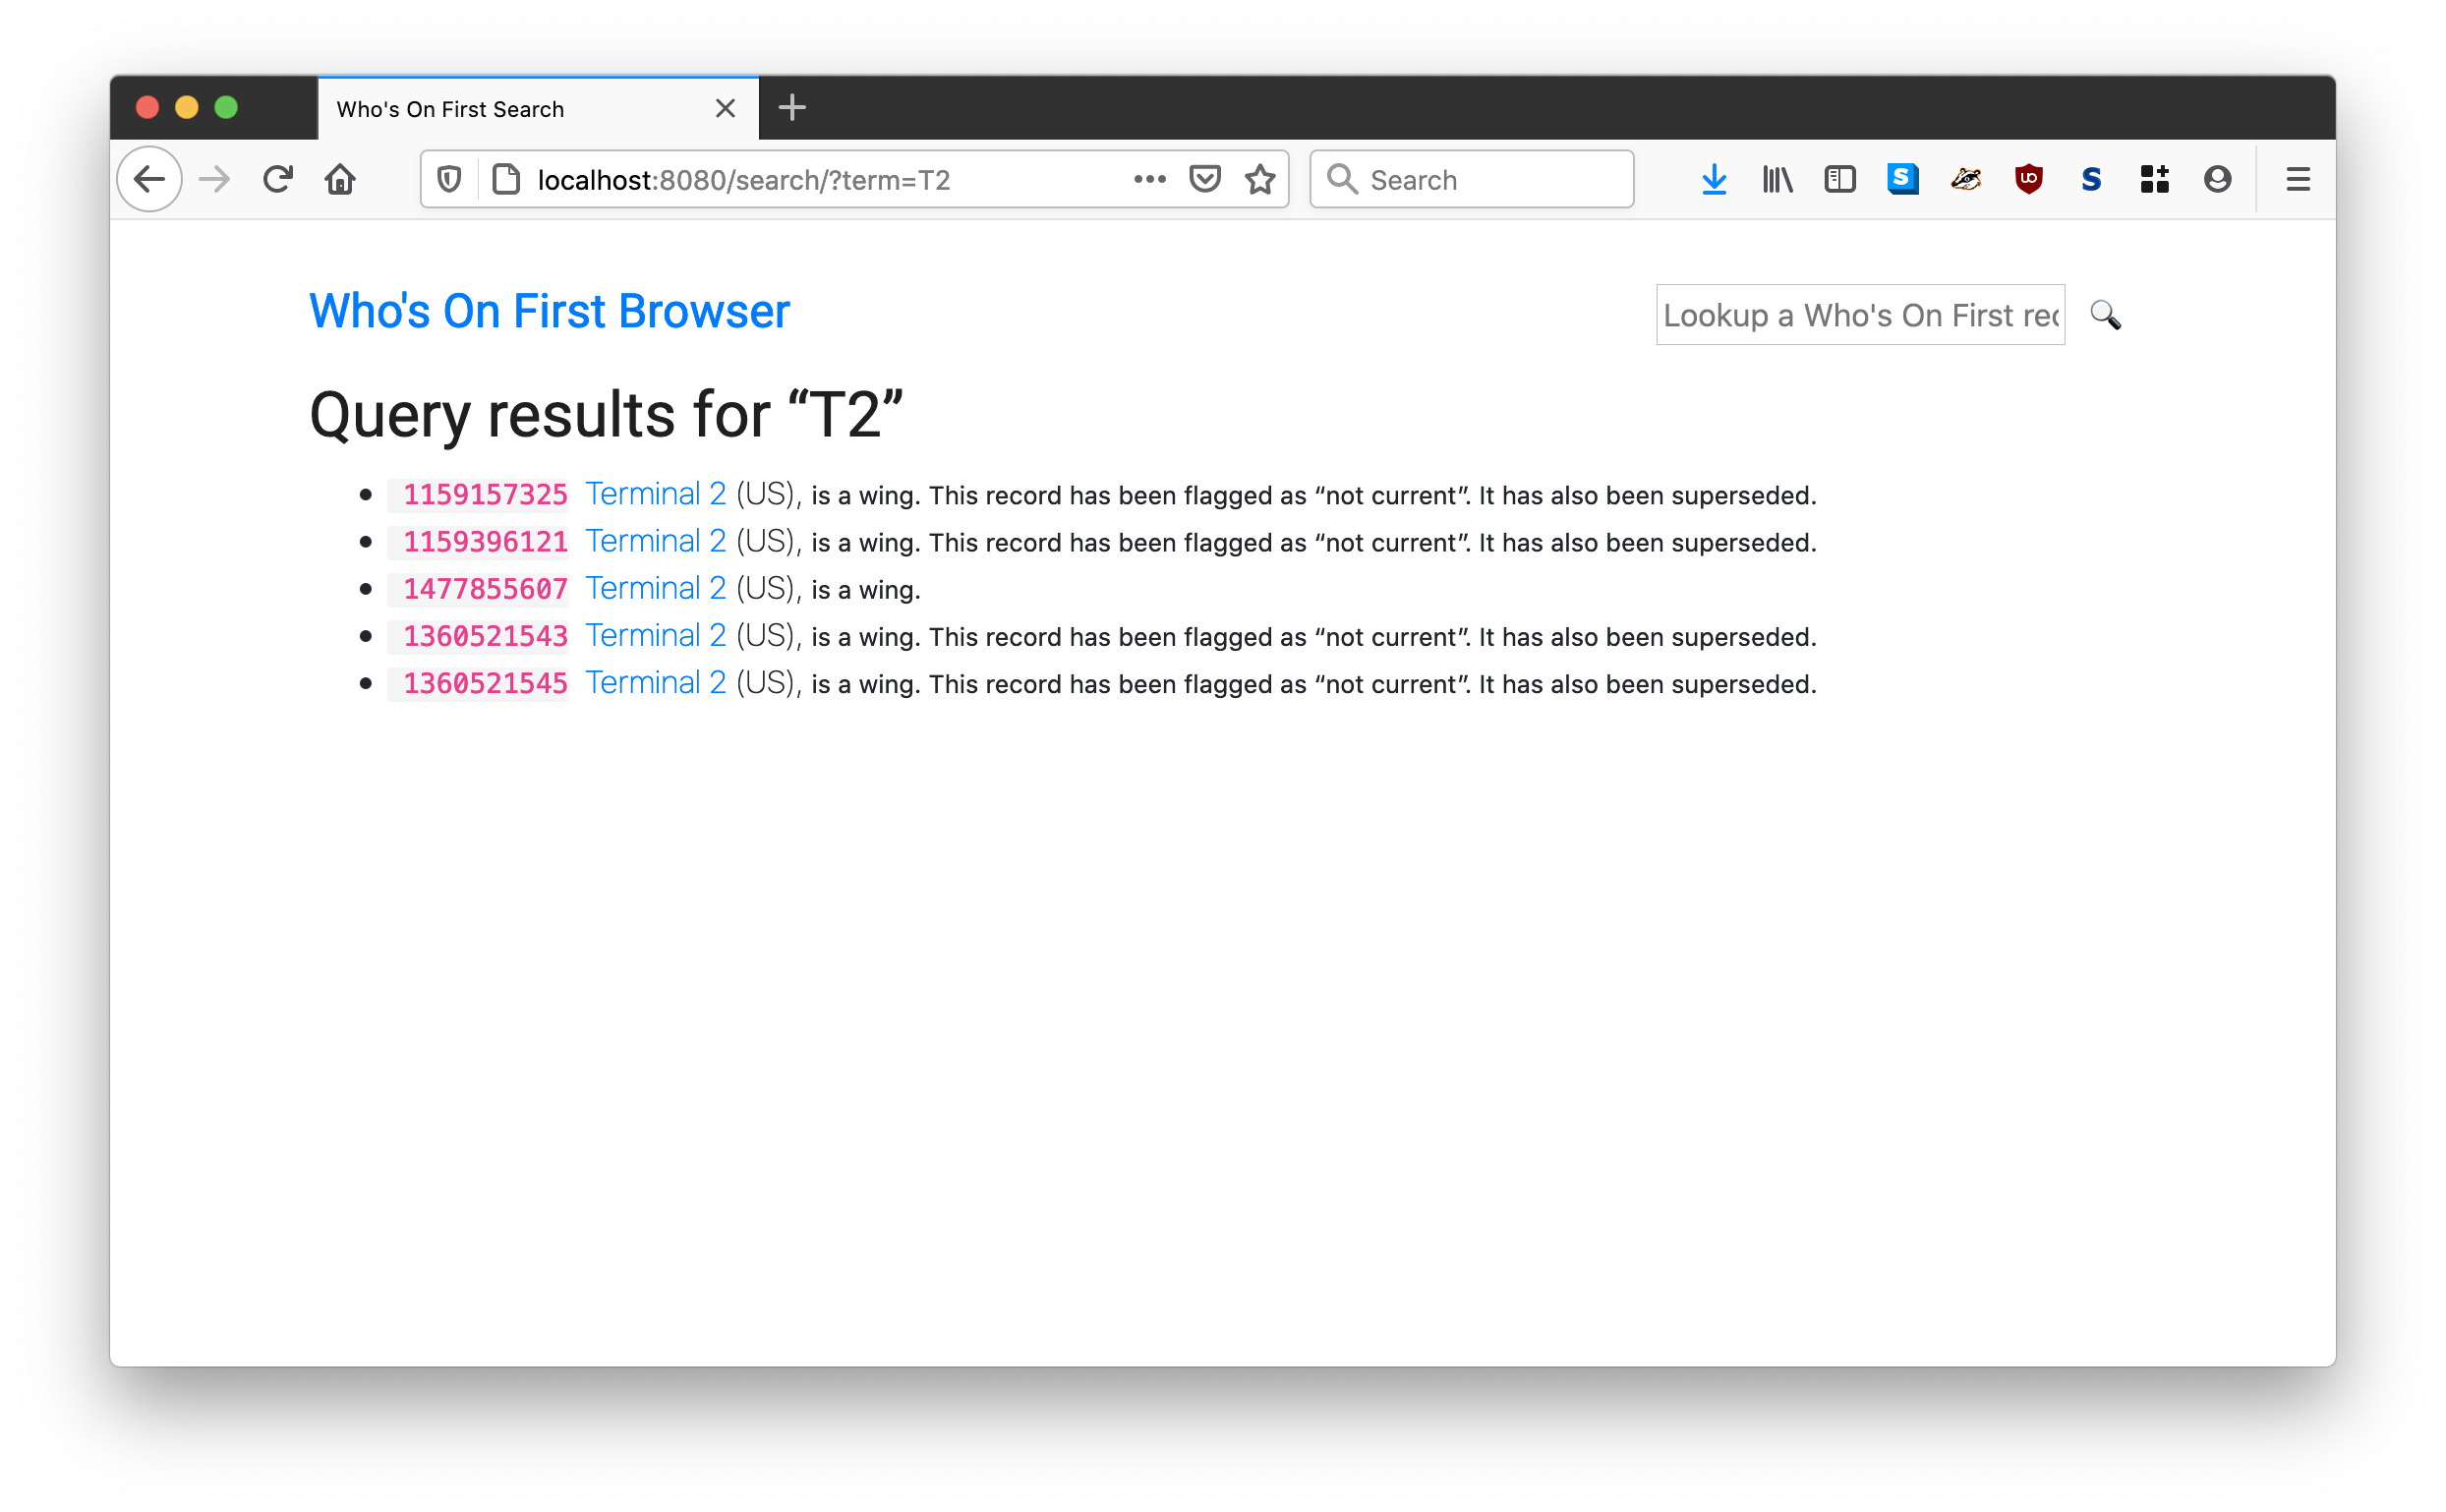 Who's On First Search
localhost:8080/search/?term=T2
Search
Who's On First Browser
Lookup a Who's On First rec
Query results for “T2”
1159157325 Terminal 2 (US), is a wing. This record has been flagged as “not current”. It has also been superseded.
1159396121 Terminal 2 (US), is a wing. This record has been flagged as “not current”. It has also been superseded.
1477855607 Terminal 2 (US), is a wing.
1360521543 Terminal 2 (US), is a wing. This record has been flagged as “not current”. It has also been superseded.
1360521545 Terminal 2 (US), is a wing. This record has been flagged as “not current”. It has also been superseded.